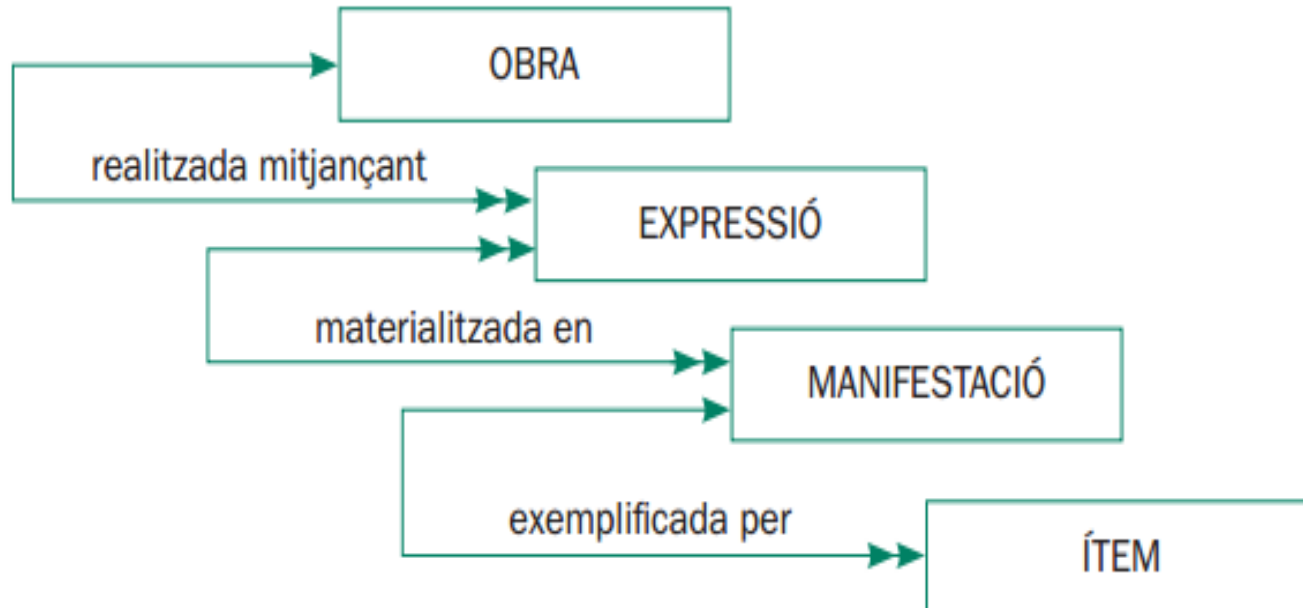 OBRA
realitzada mitjançant
EXPRESSIÓ
materialitzada en
MANIFESTACIÓ
exemplificada per
ÍTEM